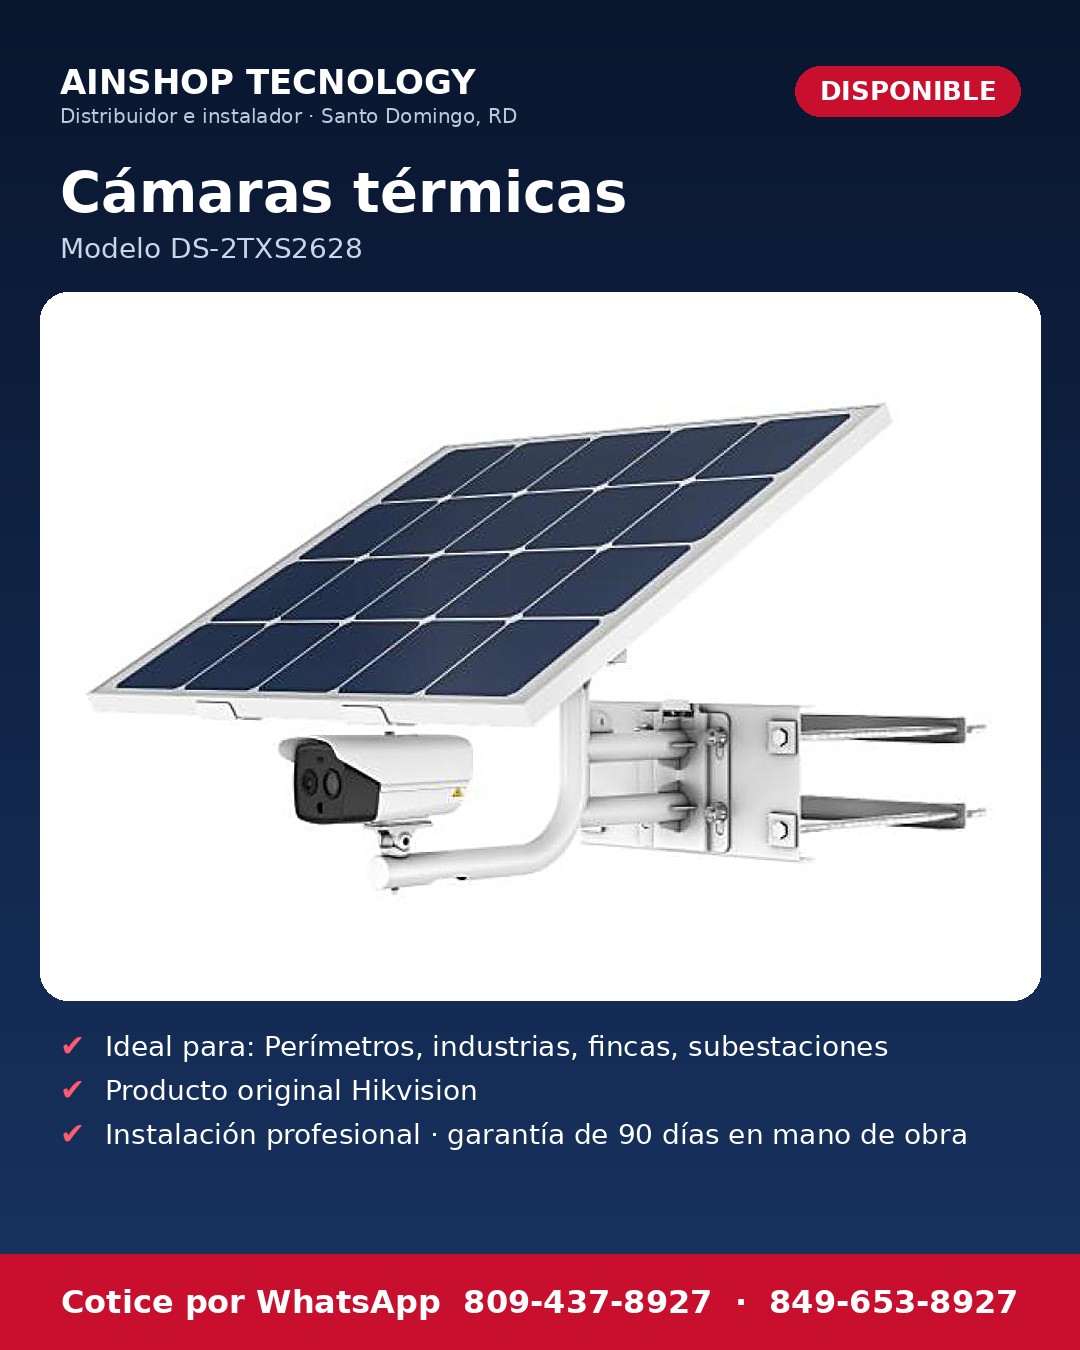 AINSHOP TECNOLOGY
DISPONIBLE
Distribuidor e instalador · Santo Domingo, RD
Cámaras térmicas
Modelo DS-2TXS2628
✔ Ideal para: Perímetros, industrias, fincas, subestaciones
✔ Producto original Hikvision
✔ Instalación profesional · garantía de 90 días en mano de obra
Cotice por WhatsApp 809-437-8927 · 849-653-8927